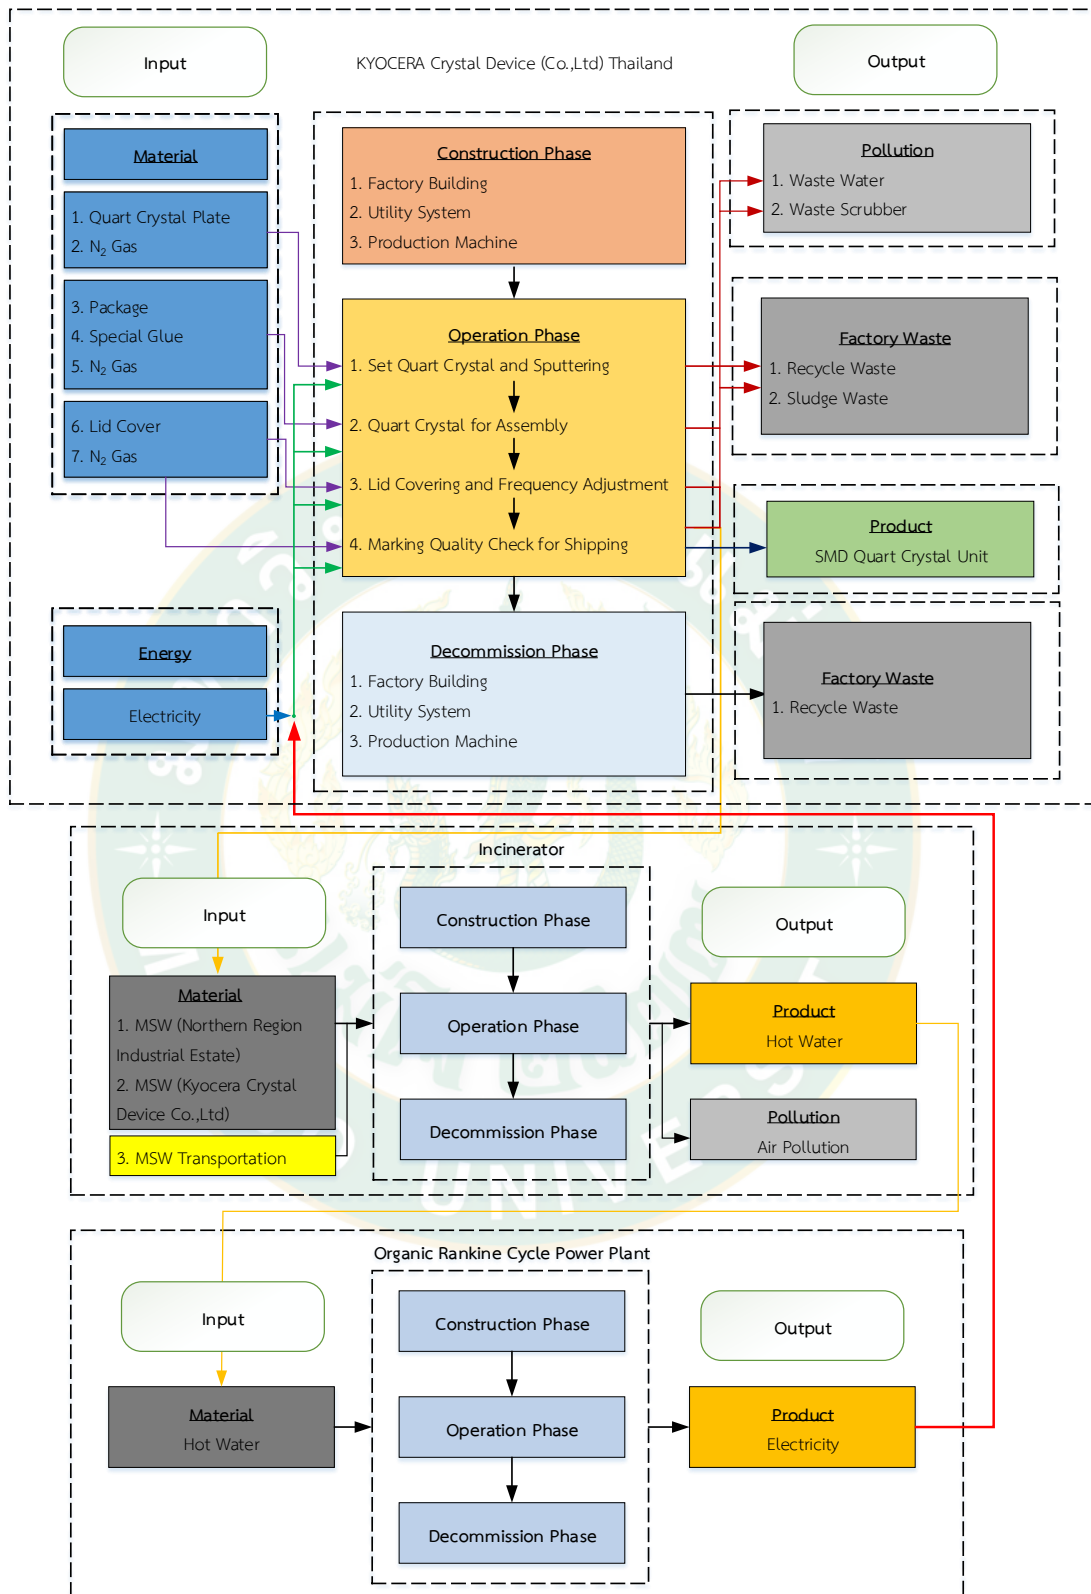 Input
KYOCERA Crystal Device (Co.,Ltd) Thailand
Output
Material
1. Quart Crystal Plate
2. N₂ Gas
3. Package
4. Special Glue
5. N₂ Gas
6. Lid Cover
7. N₂ Gas
Energy
Electricity
Construction Phase
1. Factory Building
2. Utility System
3. Production Machine
Operation Phase
1. Set Quart Crystal and Sputtering
2. Quart Crystal for Assembly
3. Lid Covering and Frequency Adjustment
4. Marking Quality Check for Shipping
Decommission Phase
1. Factory Building
2. Utility System
3. Production Machine
Pollution
1. Waste Water
2. Waste Scrubber
Factory Waste
1. Recycle Waste
2. Sludge Waste
Product
SMD Quart Crystal Unit
Factory Waste
1. Recycle Waste
Incinerator
Input
Material
1. MSW (Northern Region
Industrial Estate)
2. MSW (Kyocera Crystal
Device Co.,Ltd)
3. MSW Transportation
Construction Phase
Operation Phase
Decommission Phase
Output
Product
Hot Water
Pollution
Air Pollution
Organic Rankine Cycle Power Plant
Input
Material
Hot Water
Construction Phase
Operation Phase
Decommission Phase
Output
Product
Electricity